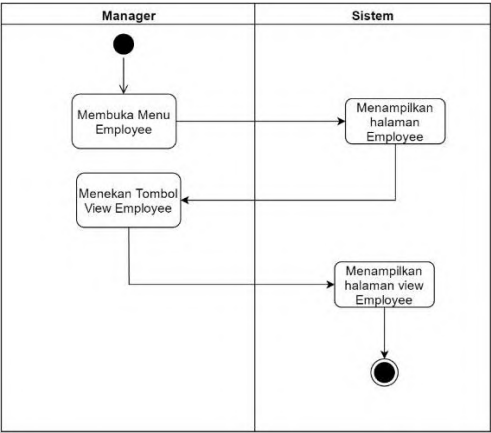 Manager
Sistem
Membuka Menu
Employee
Menampilkan
halaman
Employee
Menekan Tombol
View Employee
Menampilkan
halaman view
Employee